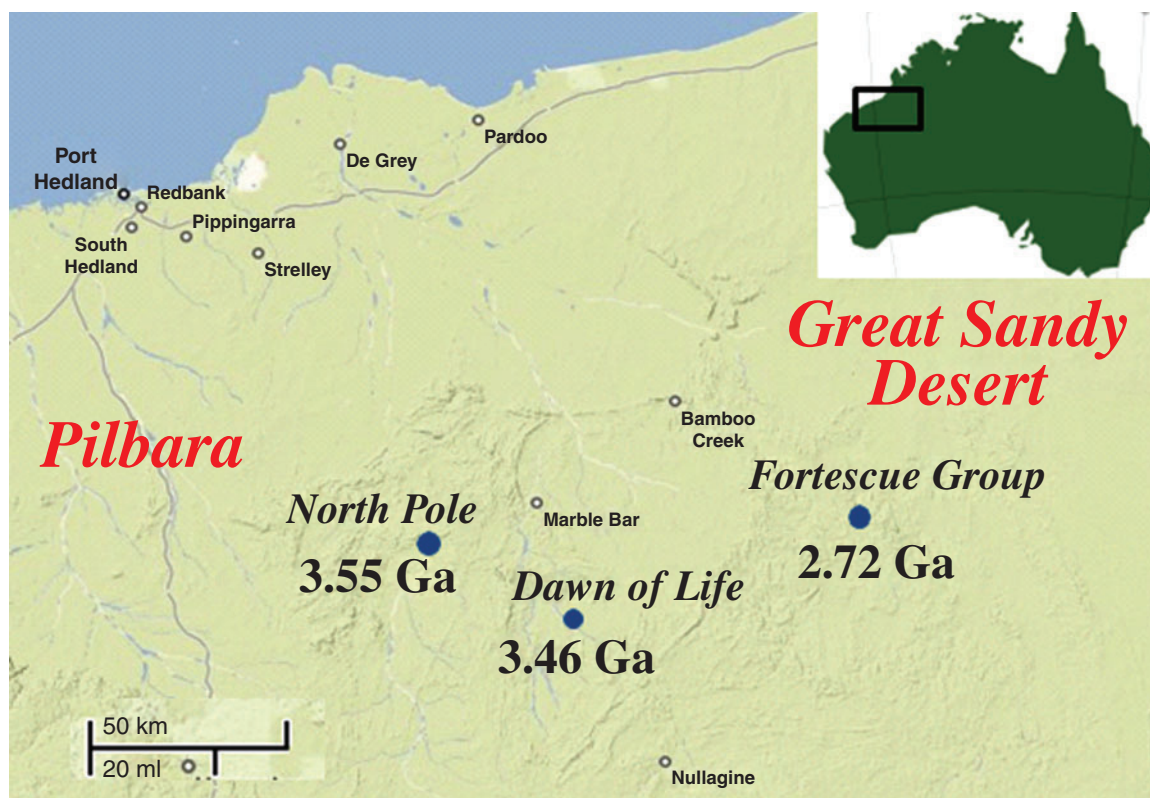 Pardoo
De Grey
Port
Hedland
Redbank
Pippingarra
South
Hedland
Strelley
Great Sandy
Desert
Pilbara
Bamboo
Creek
Fortescue Group
2.72 Ga
North Pole
3.55 Ga
Marble Bar
Dawn of Life
3.46 Ga
50 km
20 ml
Nullagine